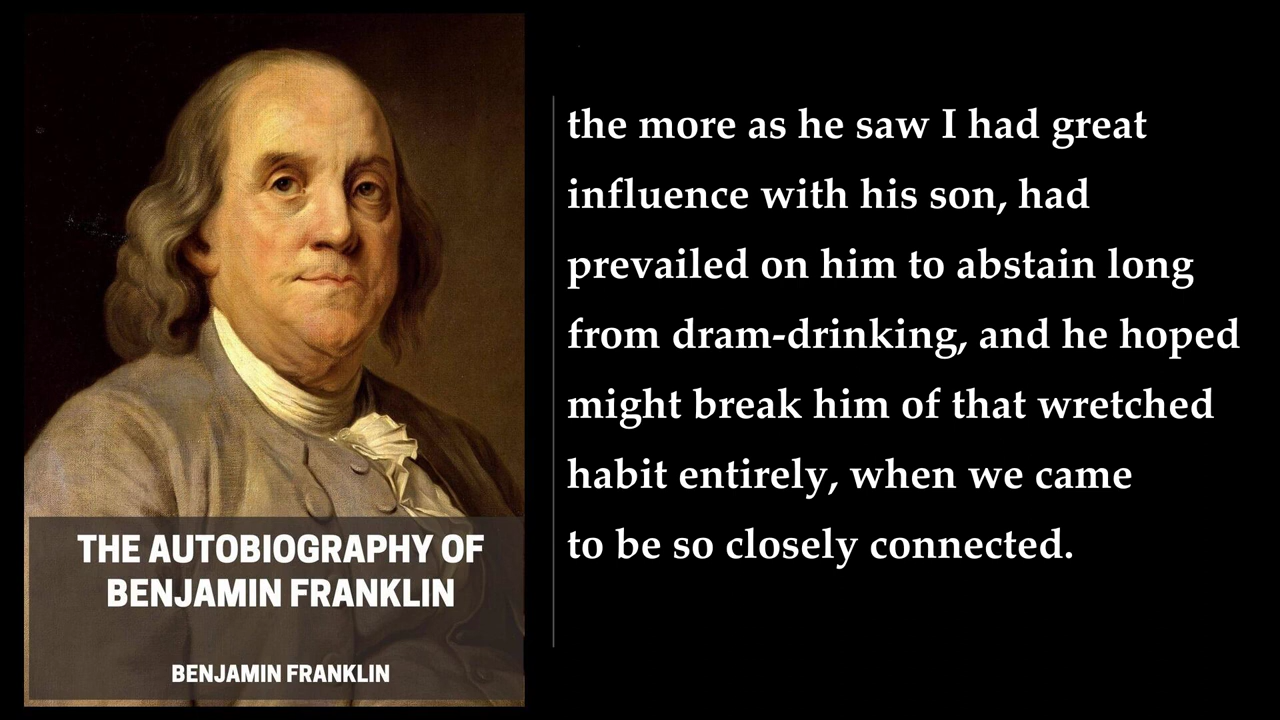 THE AUTOBIOGRAPHY OF
BENJAMIN FRANKLIN
BENJAMIN FRANKLIN
the more as he saw I had great
influence with his son, had
prevailed on him to abstain long
from dram-drinking, and he hoped
might break him of that wretched
habit entirely, when we came
to be so closely connected.